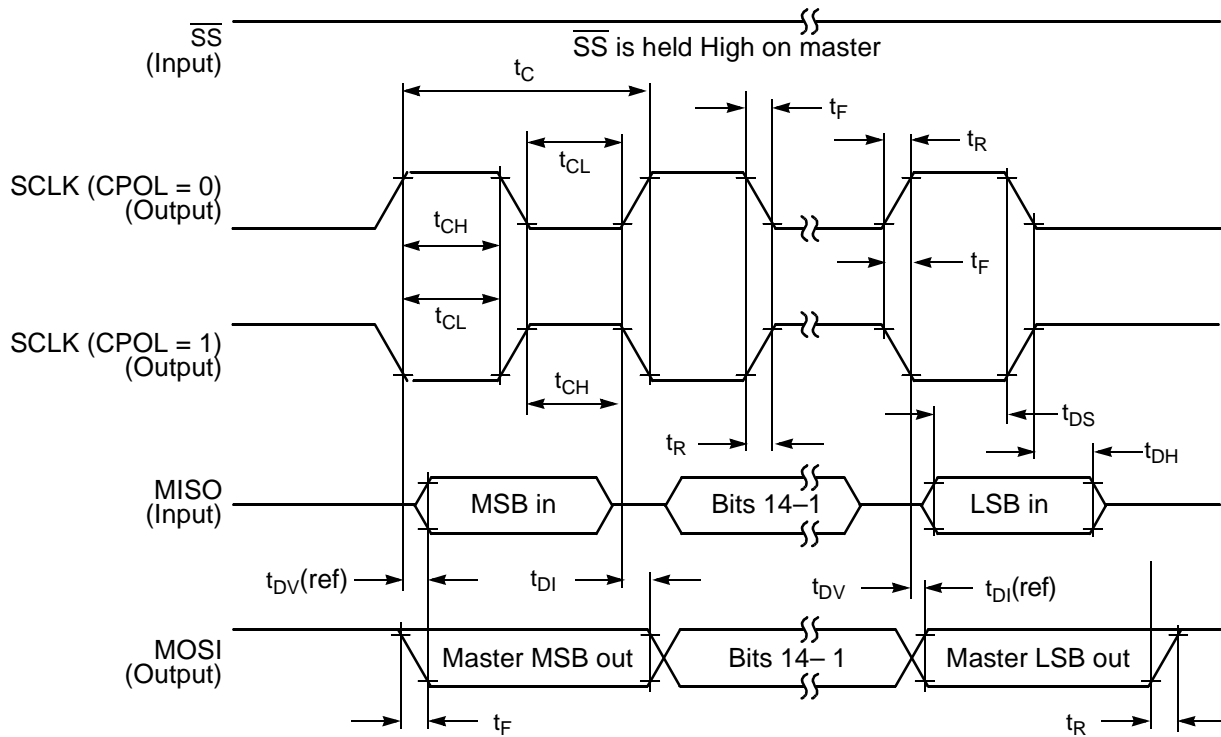 SS
(Input)
SS is held High on master
tC
tF
tR
tCL
SCLK (CPOL = 0)
(Output)
tCH
tF
tCL
SCLK (CPOL = 1)
(Output)
tCH
tDS
tR
tDH
MISO
(Input)
MSB in
Bits 14–1
LSB in
tDV(ref)
tDI
tDV
tDI(ref)
MOSI
(Output)
Master MSB out
Bits 14– 1
Master LSB out
tF
tR